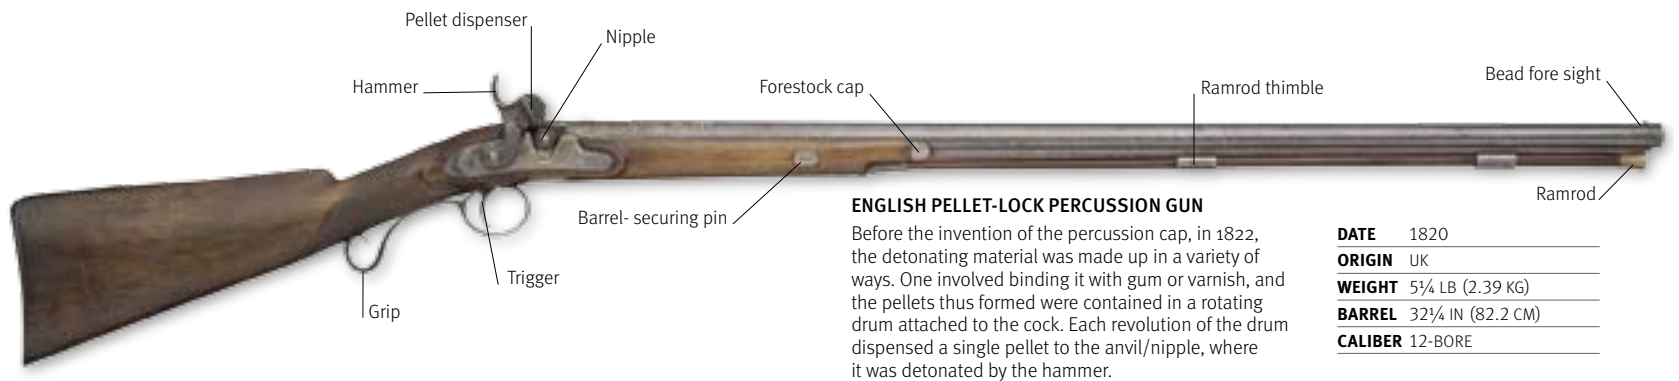 Pellet dispenser
Nipple
Hammer
Forestock cap
Ramrod thimble
Bead fore sight
Barrel- securing pin
Ramrod
Trigger
Grip
ENGLISH PELLET-LOCK PERCUSSION GUN
Before the invention of the percussion cap, in 1822,
the detonating material was made up in a variety of
ways. One involved binding it with gum or varnish, and
the pellets thus formed were contained in a rotating
drum attached to the cock. Each revolution of the drum
dispensed a single pellet to the anvil/nipple, where
it was detonated by the hammer.
DATE 1820
ORIGIN UK
WEIGHT 5¼ LB (2.39 KG)
BARREL 32¼ IN (82.2 CM)
CALIBER 12-BORE